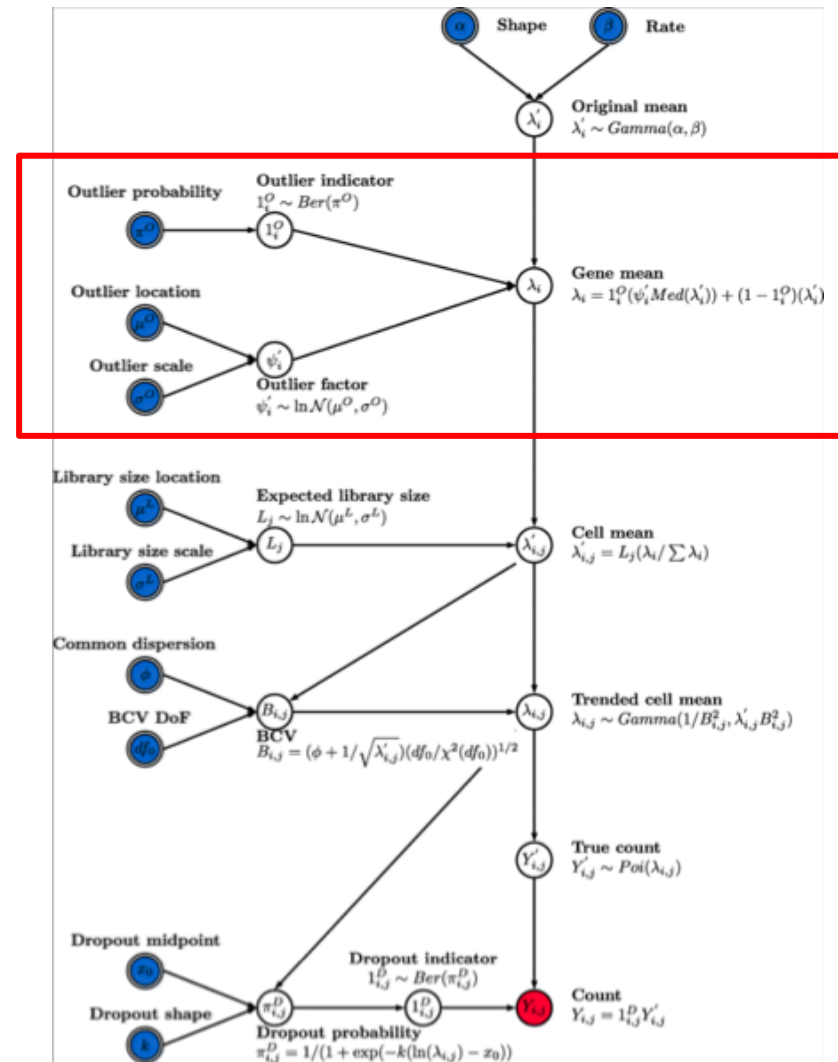 α Shape β Rate
Original mean
λ′ᵢ λ′ᵢ ∼ Gamma(α, β)
Outlier probability
Outlier indicator
1ᵢᴼ ∼ Ber(πᴼ)
πᴼ 1ᵢᴼ
Gene mean
λᵢ λᵢ = 1ᵢᴼ(ψ′ᵢMed(λ′ᵢ)) + (1 − 1ᵢᴼ)(λ′ᵢ)
Outlier location
μᴼ
Outlier scale
ψ′ᵢ
σᴼ
Outlier factor
ψ′ᵢ ∼ ln 𝒩(μᴼ, σᴼ)
Library size location
μᴸ
Expected library size
Lⱼ ∼ ln 𝒩(μᴸ, σᴸ)
Lⱼ
Library size scale
σᴸ
Cell mean
λ′ᵢ,ⱼ λ′ᵢ,ⱼ = Lⱼ(λᵢ/ ∑ λᵢ)
Common dispersion
ϕ
BCV DoF
df₀
Bᵢ,ⱼ
BCV
Bᵢ,ⱼ = (ϕ + 1/√λ′ᵢ,ⱼ)(df₀/χ²(df₀))^1/2
Trended cell mean
λᵢ,ⱼ λᵢ,ⱼ ∼ Gamma(1/B²ᵢ,ⱼ, λ′ᵢ,ⱼB²ᵢ,ⱼ)
True count
Y′ᵢ,ⱼ Y′ᵢ,ⱼ ∼ Poi(λᵢ,ⱼ)
Dropout midpoint
x₀
Dropout shape
k
πᴰᵢ,ⱼ
Dropout probability
πᴰᵢ,ⱼ = 1/(1 + exp(−k(ln(λᵢ,ⱼ) − x₀))
Dropout indicator
1ᴰᵢ,ⱼ ∼ Ber(πᴰᵢ,ⱼ)
1ᴰᵢ,ⱼ
Count
Yᵢ,ⱼ Yᵢ,ⱼ = 1ᴰᵢ,ⱼY′ᵢ,ⱼ